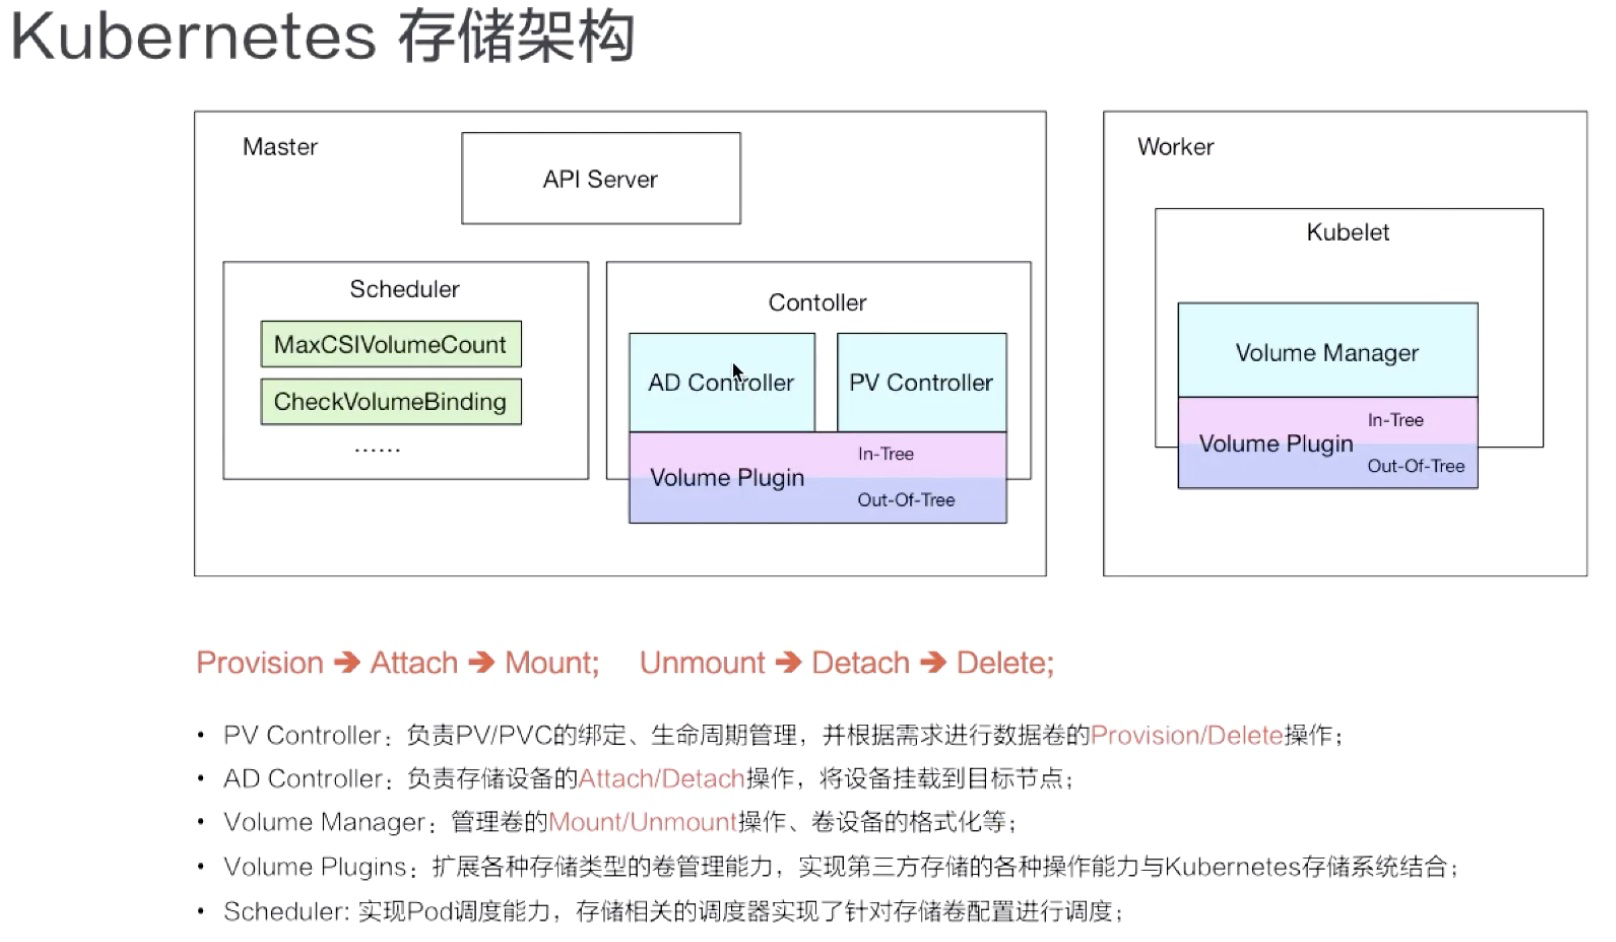 Kubernetes 存储架构
Master
API Server
Scheduler
MaxCSIVolumeCount
CheckVolumeBinding
......
Contoller
AD Controller
PV Controller
Volume Plugin
In-Tree
Out-Of-Tree
Worker
Kubelet
Volume Manager
Volume Plugin
In-Tree
Out-Of-Tree
Provision ➔ Attach ➔ Mount; Unmount ➔ Detach ➔ Delete;
• PV Controller：负责PV/PVC的绑定、生命周期管理，并根据需求进行数据卷的Provision/Delete操作；
• AD Controller：负责存储设备的Attach/Detach操作，将设备挂载到目标节点；
• Volume Manager：管理卷的Mount/Unmount操作、卷设备的格式化等；
• Volume Plugins：扩展各种存储类型的卷管理能力，实现第三方存储的各种操作能力与Kubernetes存储系统结合；
• Scheduler: 实现Pod调度能力，存储相关的调度器实现了针对存储卷配置进行调度；